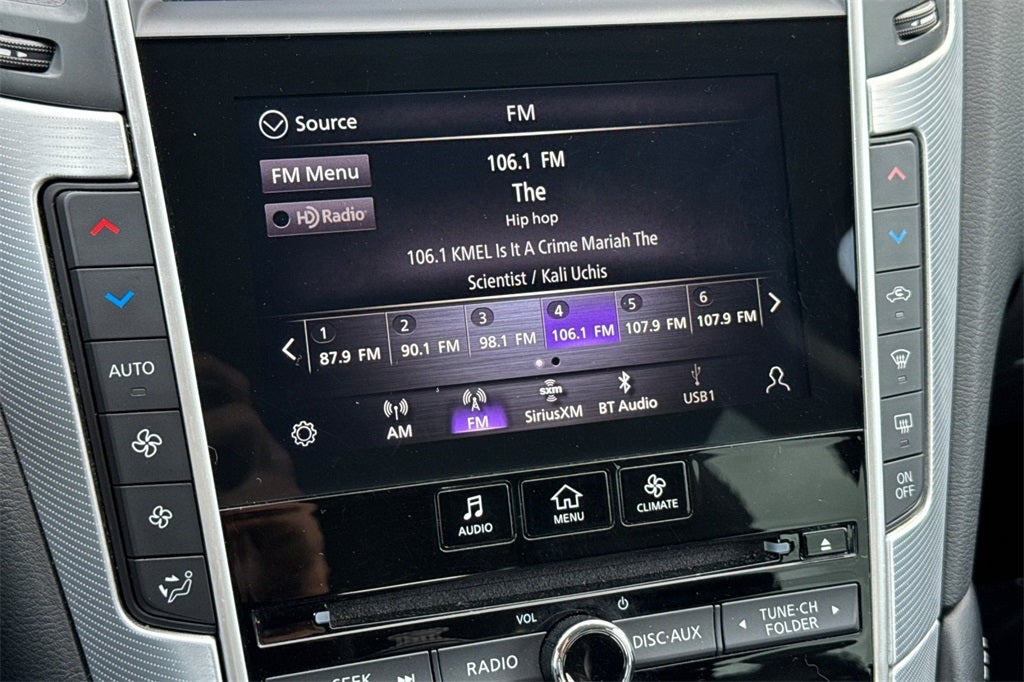 Source
FM
FM Menu
106.1 FM
HD Radio
The
Hip hop
106.1 KMEL Is It A Crime Mariah The
Scientist / Kali Uchis
1 2 3 4 5 6
87.9 FM 90.1 FM 98.1 FM 106.1 FM 107.9 FM 107.9 FM
AM FM SiriusXM BT Audio USB1
sxm
AUTO
ON
OFF
AUDIO MENU CLIMATE
VOL
SEEK RADIO DISC·AUX
TUNE·CH
FOLDER